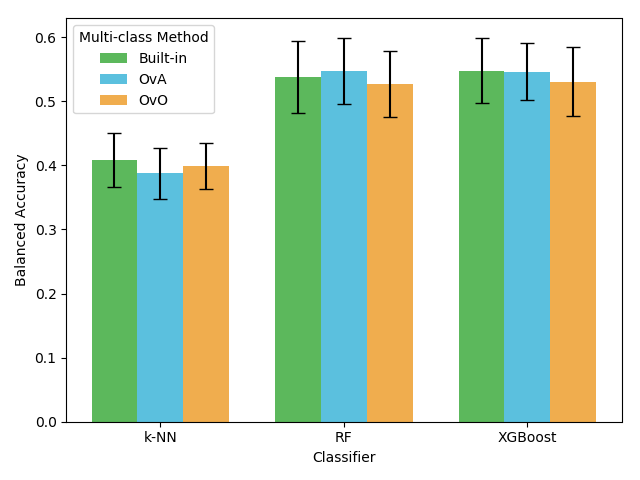 Multi-class Method
Built-in
OvA
OvO
0.6
0.5
0.4
0.3
0.2
0.1
0.0
Balanced Accuracy
k-NN
RF
XGBoost
Classifier